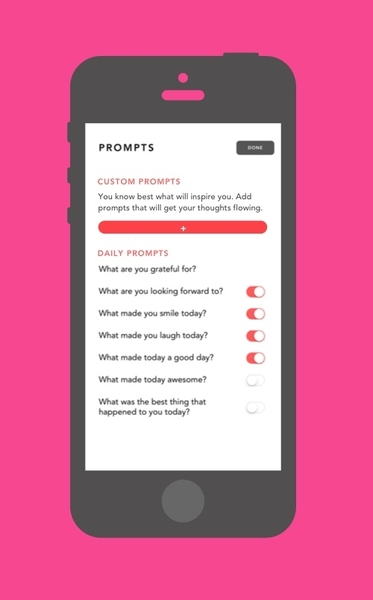 PROMPTS
DONE
CUSTOM PROMPTS
You know best what will inspire you. Add
prompts that will get your thoughts flowing.
+
DAILY PROMPTS
What are you grateful for?
What are you looking forward to?
What made you smile today?
What made you laugh today?
What made today a good day?
What made today awesome?
What was the best thing that
happened to you today?